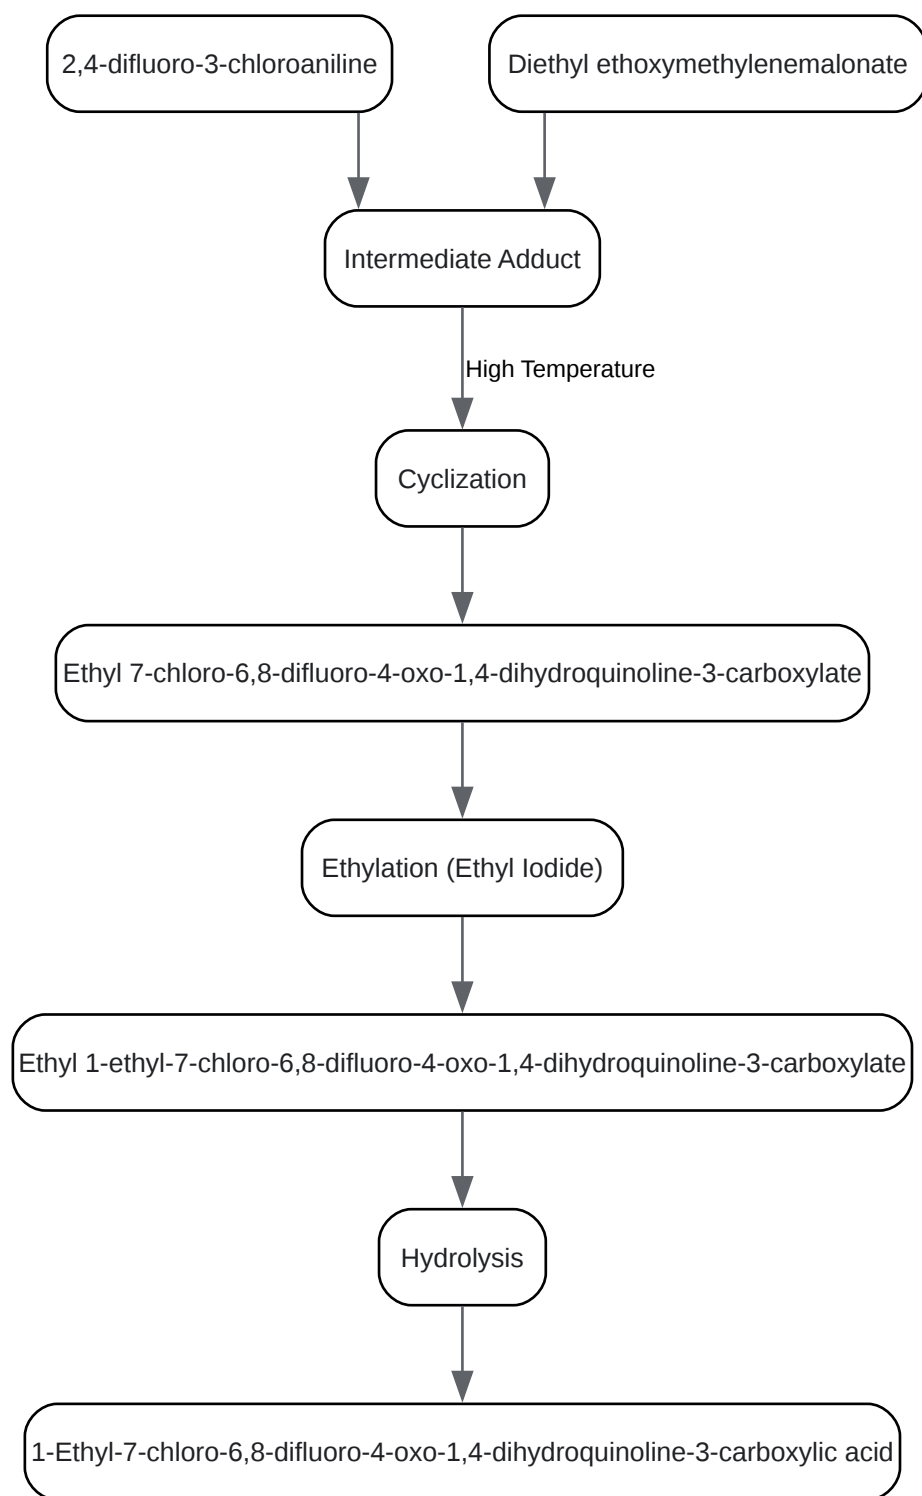 2,4-difluoro-3-chloroaniline
Diethyl ethoxymethylenemalonate
Intermediate Adduct
High Temperature
Cyclization
Ethyl 7-chloro-6,8-difluoro-4-oxo-1,4-dihydroquinoline-3-carboxylate
Ethylation (Ethyl Iodide)
Ethyl 1-ethyl-7-chloro-6,8-difluoro-4-oxo-1,4-dihydroquinoline-3-carboxylate
Hydrolysis
1-Ethyl-7-chloro-6,8-difluoro-4-oxo-1,4-dihydroquinoline-3-carboxylic acid